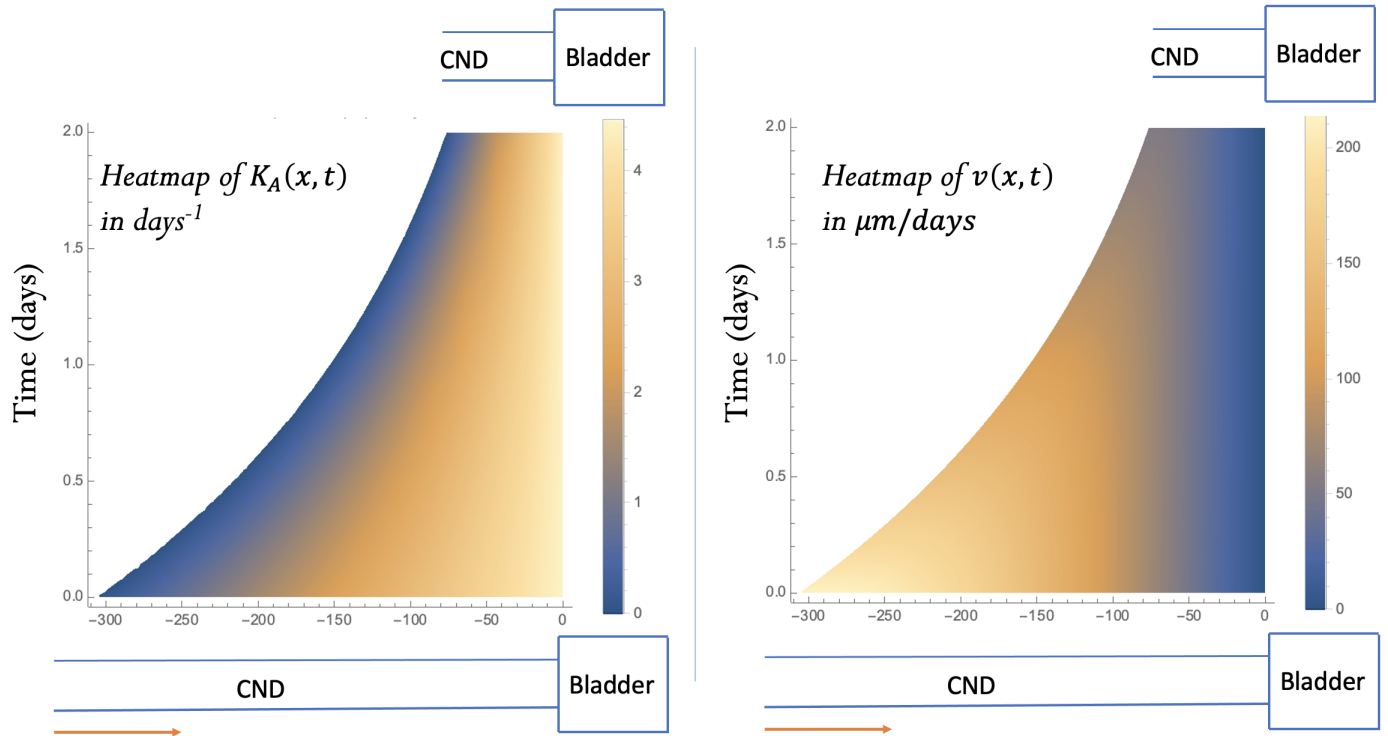 CND
Bladder
CND
Bladder
Heatmap of K_A(x, t)
in days⁻¹
Time (days)
2.0
1.5
1.0
0.5
0.0
−300
−250
−200
−150
−100
−50
0
4
3
2
1
0
CND
Bladder
Heatmap of v(x, t)
in μm/days
Time (days)
2.0
1.5
1.0
0.5
0.0
−300
−250
−200
−150
−100
−50
0
200
150
100
50
0
CND
Bladder